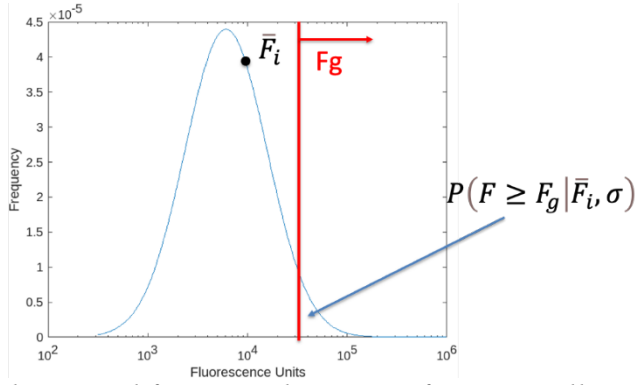 ×10⁻⁵
4.5
4
3.5
3
2.5
2
1.5
1
0.5
0
Frequency
F̄ᵢ
Fg
P(F ≥ F_g|F̄ᵢ, σ)
10² 10³ 10⁴ 10⁵ 10⁶
Fluorescence Units